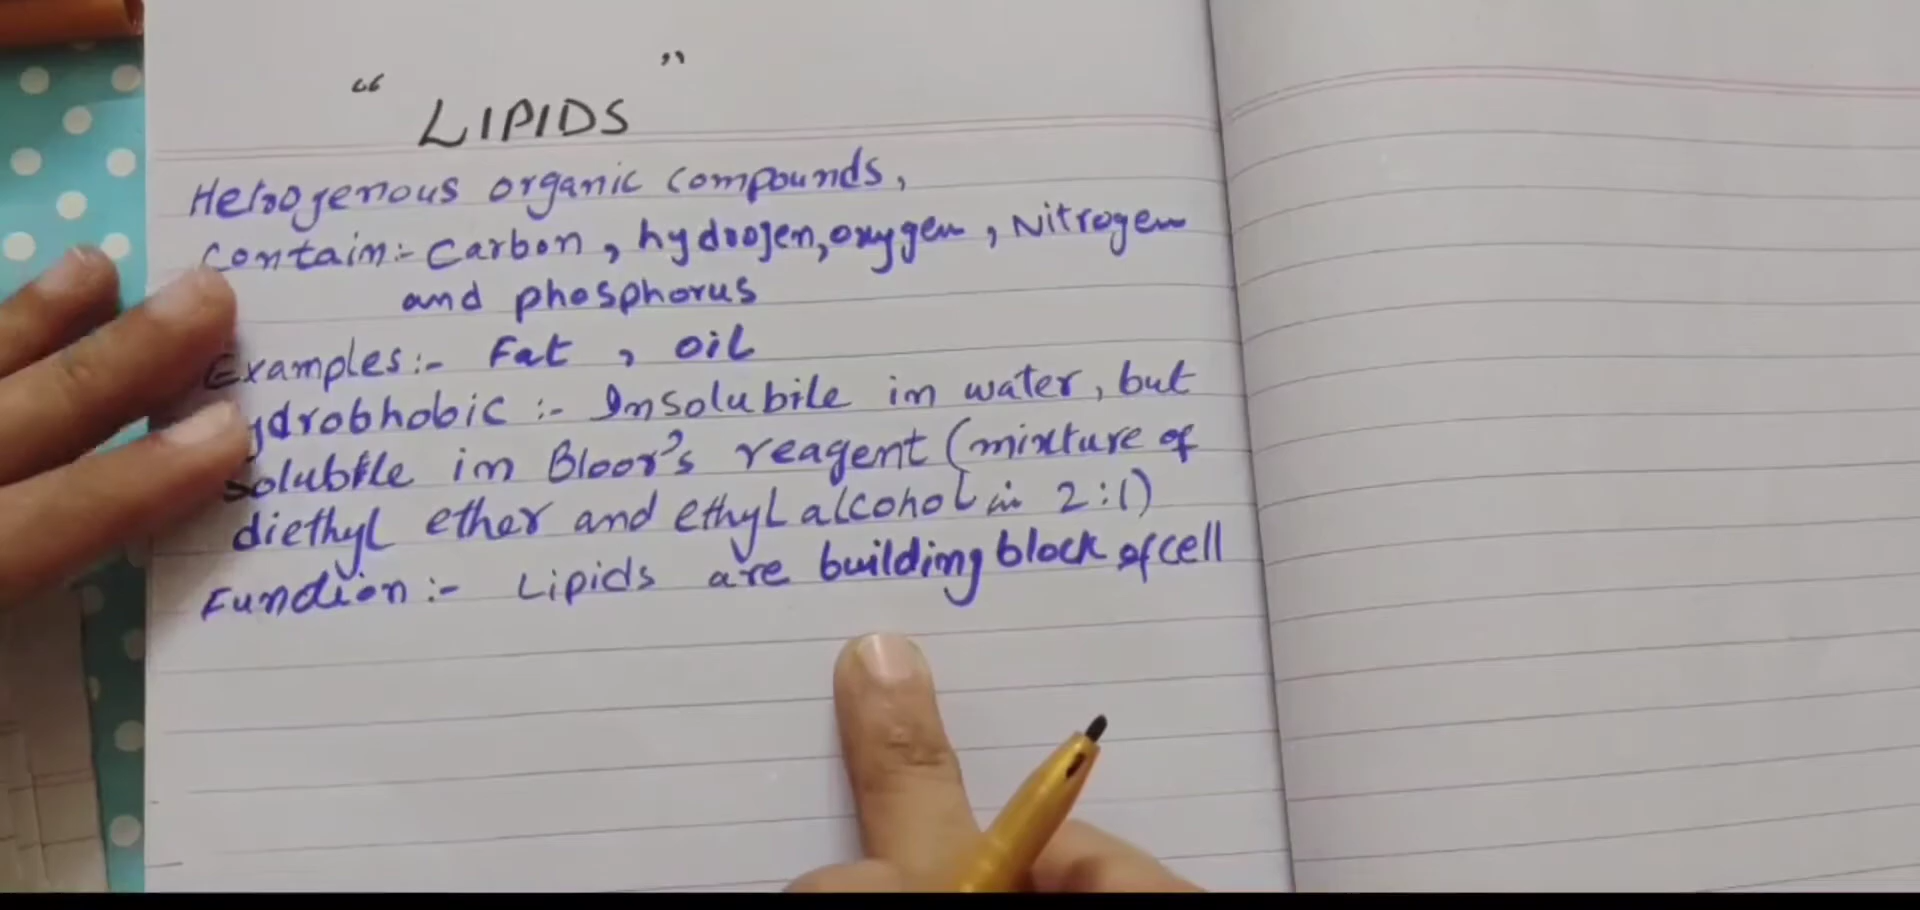 “ LIPIDS ”
Hetrogenous organic compounds,
Contain:- Carbon, hydrogen, oxygen, Nitrogen
and phosphorus
Examples:- Fat , oil
ydrobhobic :- Insolubile in water, but
solubile in Bloor's reagent (mixture of
diethyl ether and ethyl alcohol in 2:1)
Function:- Lipids are building block of cell